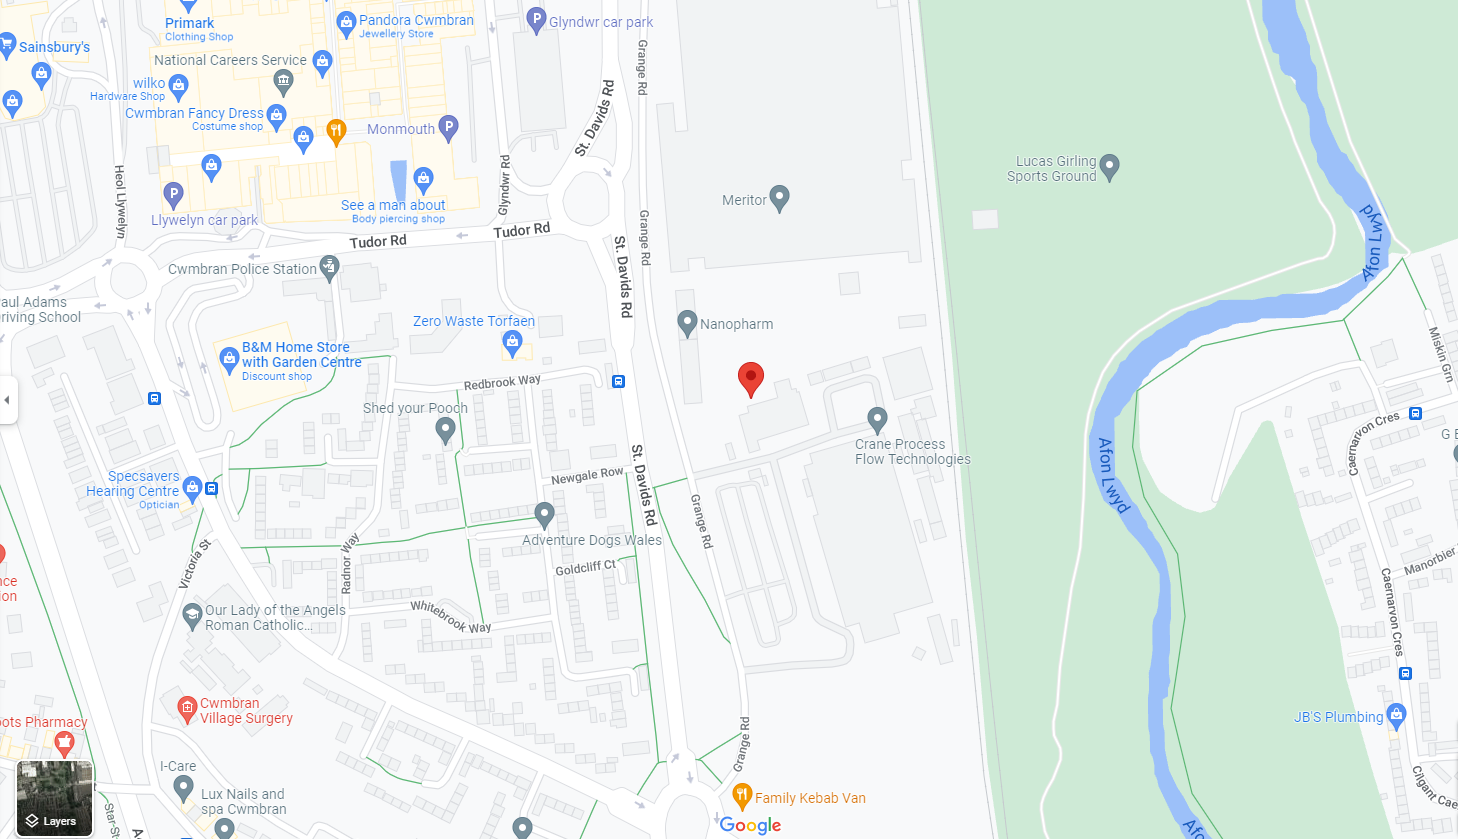 Primark
Clothing Shop
Pandora Cwmbran
Jewellery Store
Glyndwr car park
Sainsbury's
National Careers Service
wilko
Hardware Shop
Cwmbran Fancy Dress
Costume shop
Monmouth
Grange Rd
St. Davids Rd
Heol Llywelyn
Glyndwr Rd
Lucas Girling
Sports Ground
Meritor
See a man about
Body piercing shop
Llywelyn car park
Tudor Rd
Tudor Rd
Grange Rd
St. Davids Rd
Afon Lwyd
Cwmbran Police Station
aul Adams
riving School
Zero Waste Torfaen
Nanopharm
B&M Home Store
with Garden Centre
Discount shop
Miskin Grn
Redbrook Way
Shed your Pooch
Crane Process
Flow Technologies
Caernarvon Cres
G E
Specsavers
Hearing Centre
Optician
Newgale Row
St. Davids Rd
Afon Lwyd
Grange Rd
Adventure Dogs Wales
Victoria St
Radnor Way
Goldcliff Ct
Manorbier
nce
ion
Our Lady of the Angels
Roman Catholic...
Whitebrook Way
Caernarvon Cres
Cwmbran
Village Surgery
ots Pharmacy
JB'S Plumbing
Grange Rd
I-Care
Lux Nails and
spa Cwmbran
Family Kebab Van
Cilgant Cae
Star-St
Layers
Google
Afo